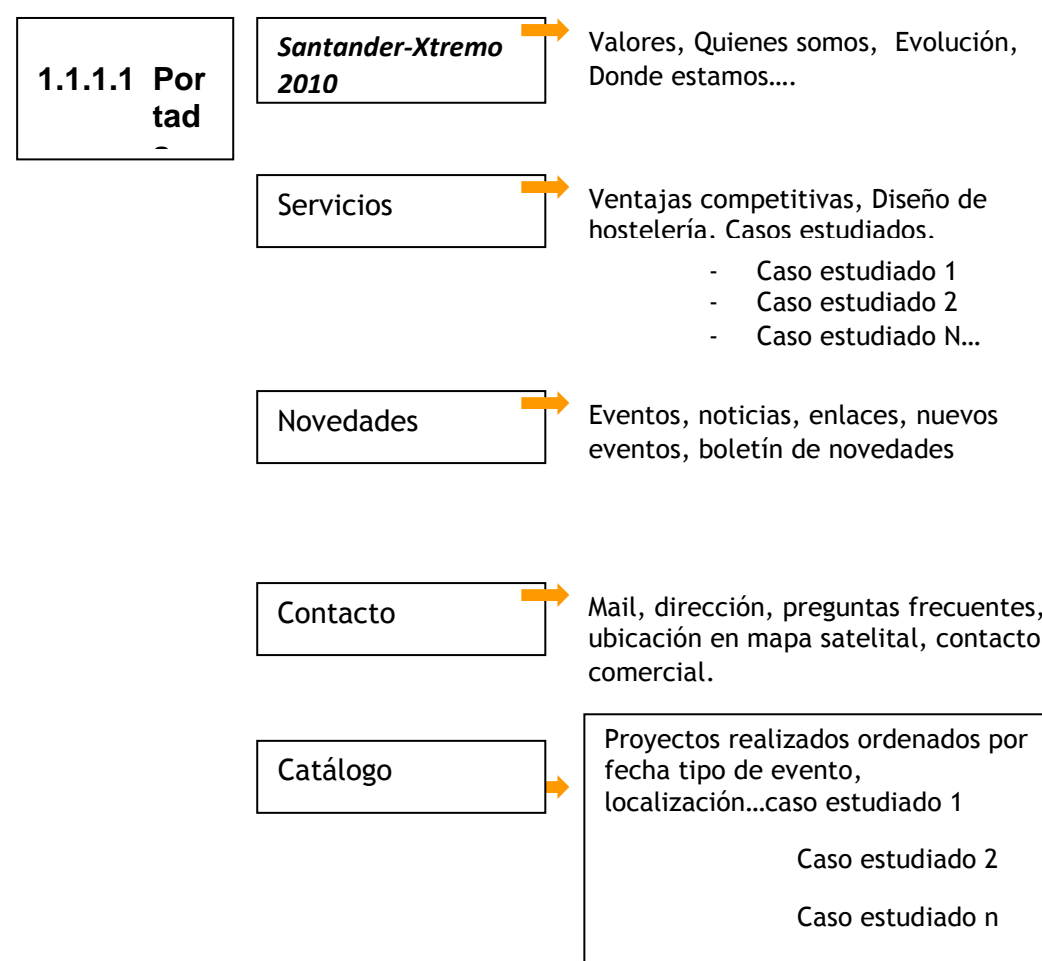 1.1.1.1 Por
tad
Santander-Xtremo
2010
Valores, Quienes somos, Evolución,
Donde estamos....
Servicios
Ventajas competitivas, Diseño de
hostelería. Casos estudiados.
- Caso estudiado 1
- Caso estudiado 2
- Caso estudiado N…
Novedades
Eventos, noticias, enlaces, nuevos
eventos, boletín de novedades
Contacto
Mail, dirección, preguntas frecuentes,
ubicación en mapa satelital, contacto
comercial.
Catálogo
Proyectos realizados ordenados por
fecha tipo de evento,
localización…caso estudiado 1
Caso estudiado 2
Caso estudiado n